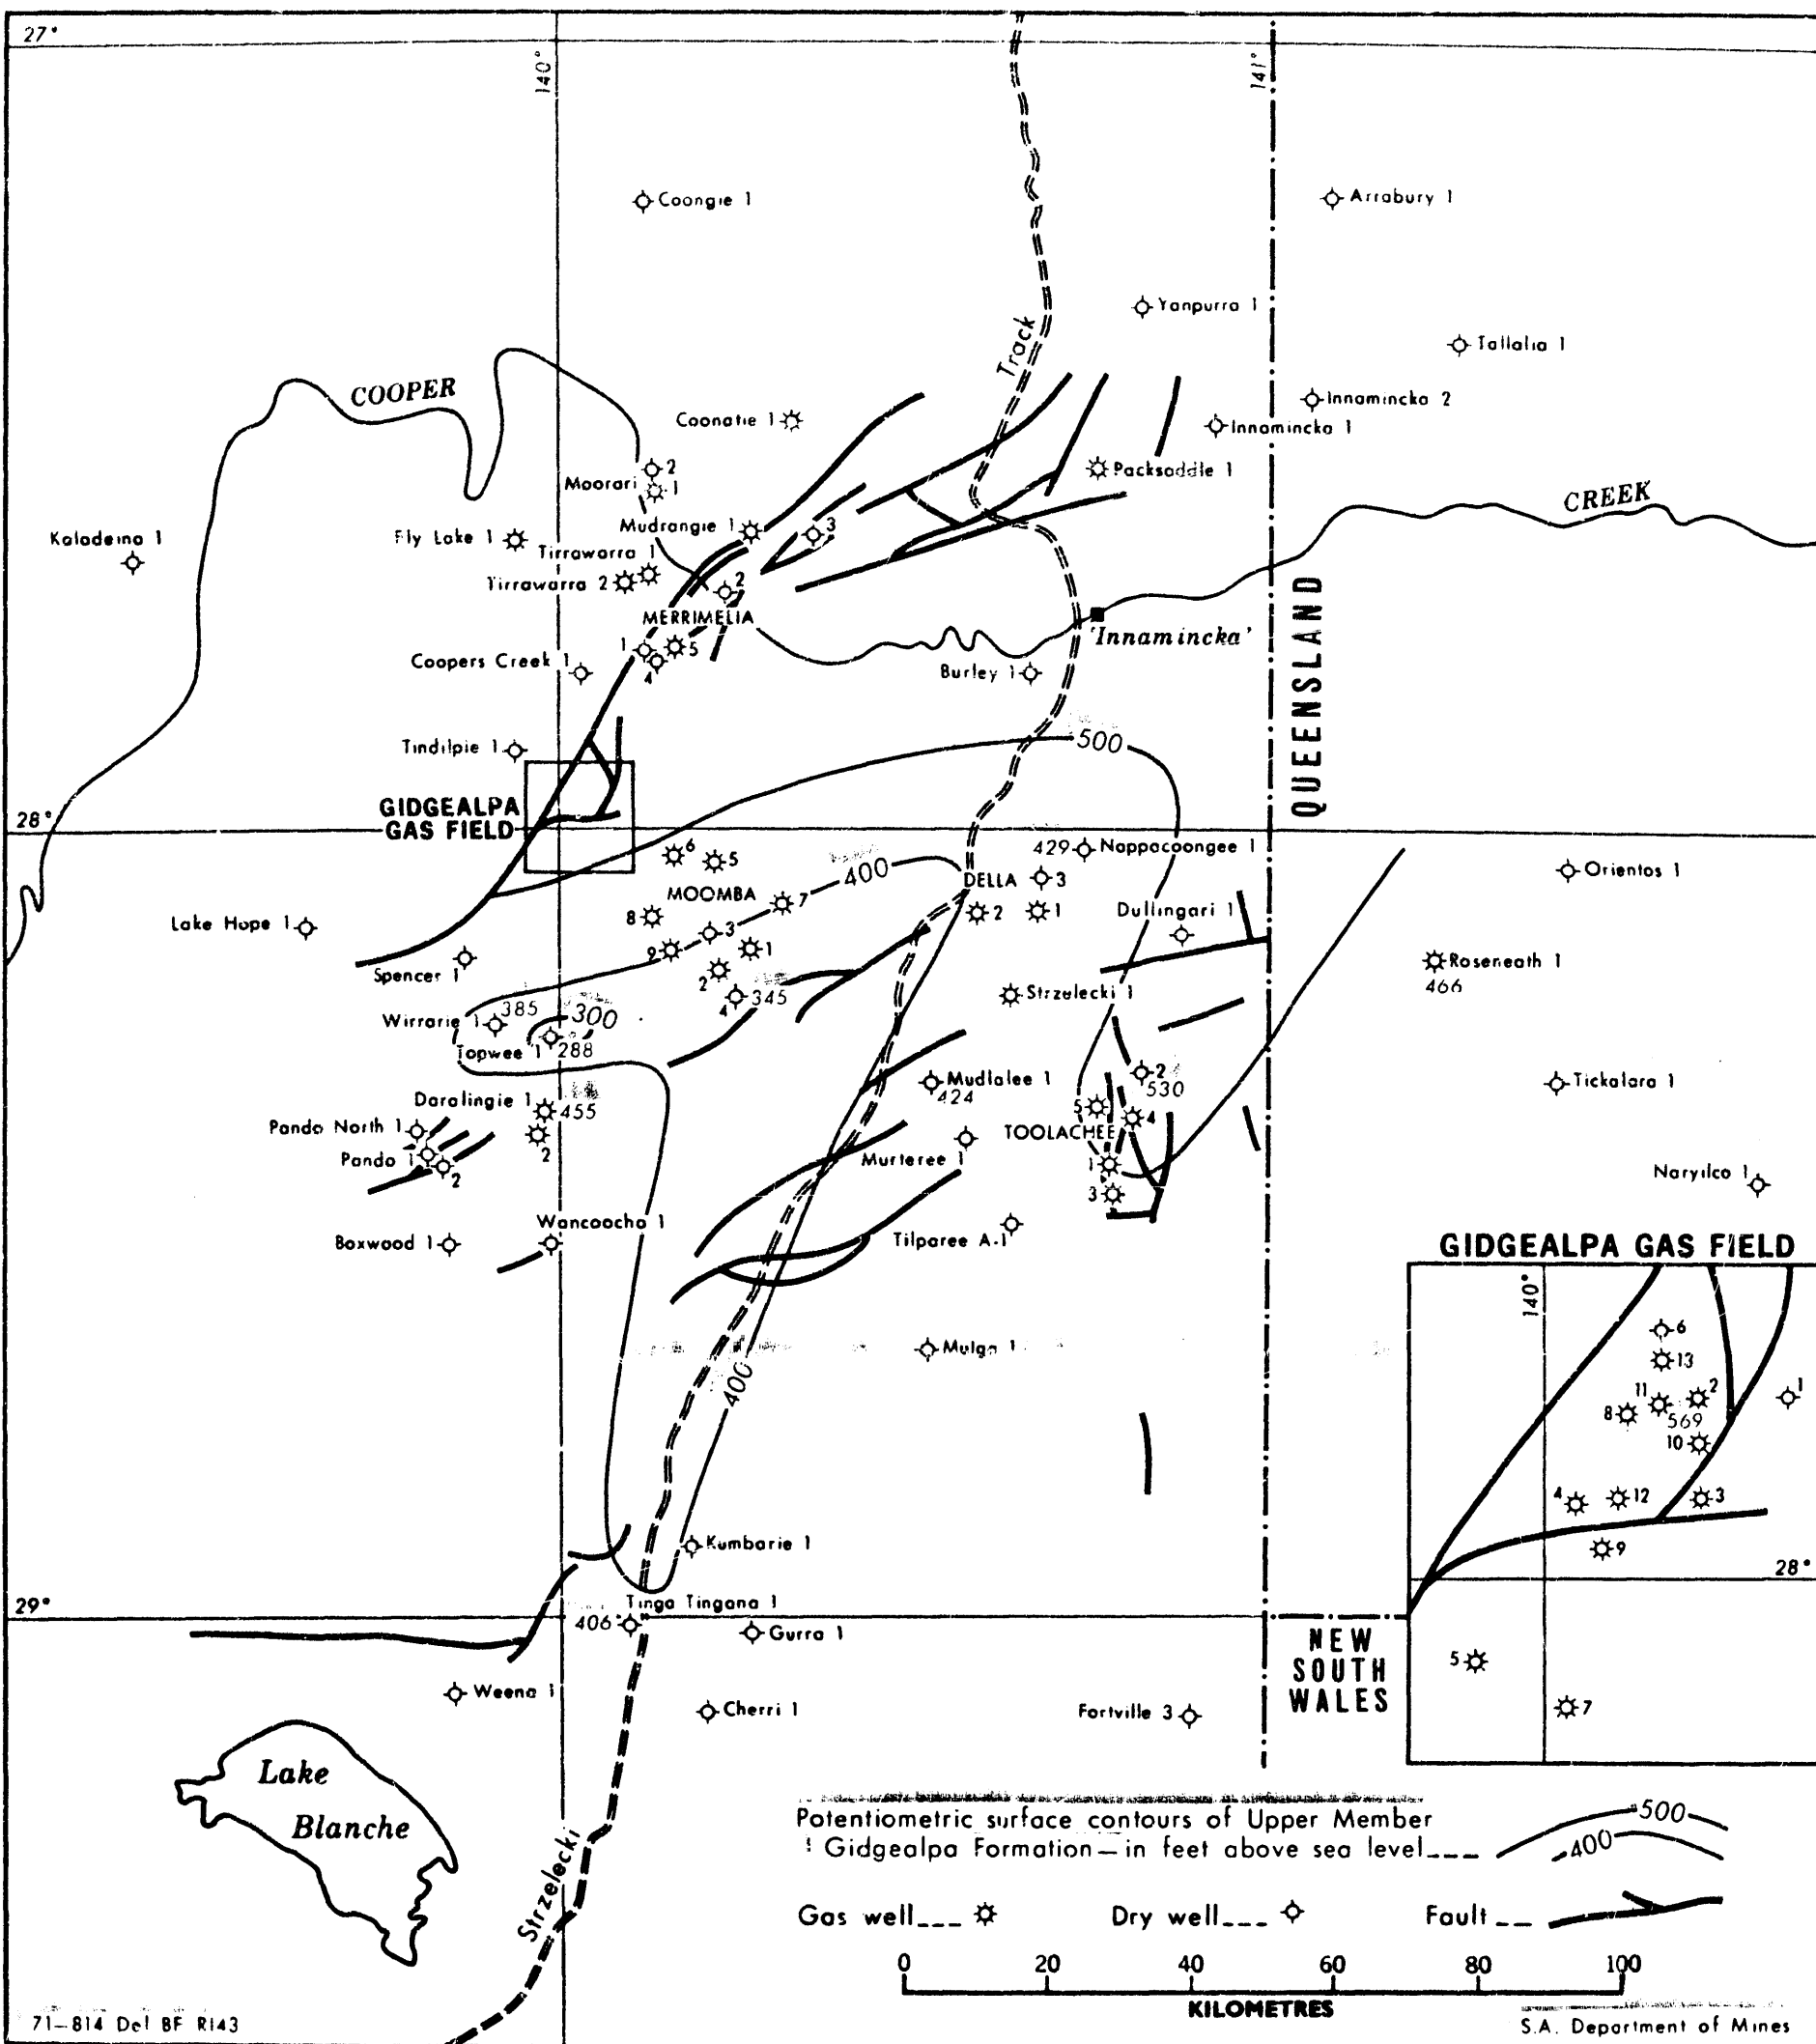 27°
140°
141°
Coongie 1
Arrabury 1
Yanpurra 1
Track
Tallalia 1
COOPER
Innamincka 2
Coonatie 1
Innamincka 1
2
Moorari
1
Packsaddle 1
CREEK
Kaladeina 1
Fly Lake 1
Mudrangie 1
3
Tirrawarra 1
Tirrawarra 2
2
MERRIMELIA
'Innamincka'
QUEENSLAND
1
5
4
Coopers Creek 1
Burley 1
Tindilpie 1
500
GIDGEALPA
GAS FIELD
28°
6
5
429
Nappacoongee 1
400
MOOMBA
DELLA
3
Orientos 1
7
8
2
1
Dullingari 1
Lake Hope 1
3
9
1
Spencer 1
2
Roseneath 1
466
4
345
Strzelecki 1
385
Wirrarie 1
300
Topwee 1
288
Mudlalee 1
424
2
530
Tickalara 1
Daralingie 1
455
5
4
Pando North 1
2
TOOLACHEE
Pando 1
2
Murteree 1
1
3
Naryilco 1
Wancoocha 1
Boxwood 1
Tilparee A-1
GIDGEALPA GAS FIELD
140°
6
13
Mulga 1
11
2
1
8
569
10
400
4
12
3
9
Kumbarie 1
28°
29°
Tinga Tingana 1
406
Gurra 1
NEW
SOUTH
WALES
5
7
Weena 1
Cherri 1
Fortville 3
Lake
Blanche
Strzelecki
Potentiometric surface contours of Upper Member
Gidgealpa Formation — in feet above sea level
500
400
Gas well
Dry well
Fault
0 20 40 60 80 100
KILOMETRES
71-814 Del BF R143
S.A. Department of Mines